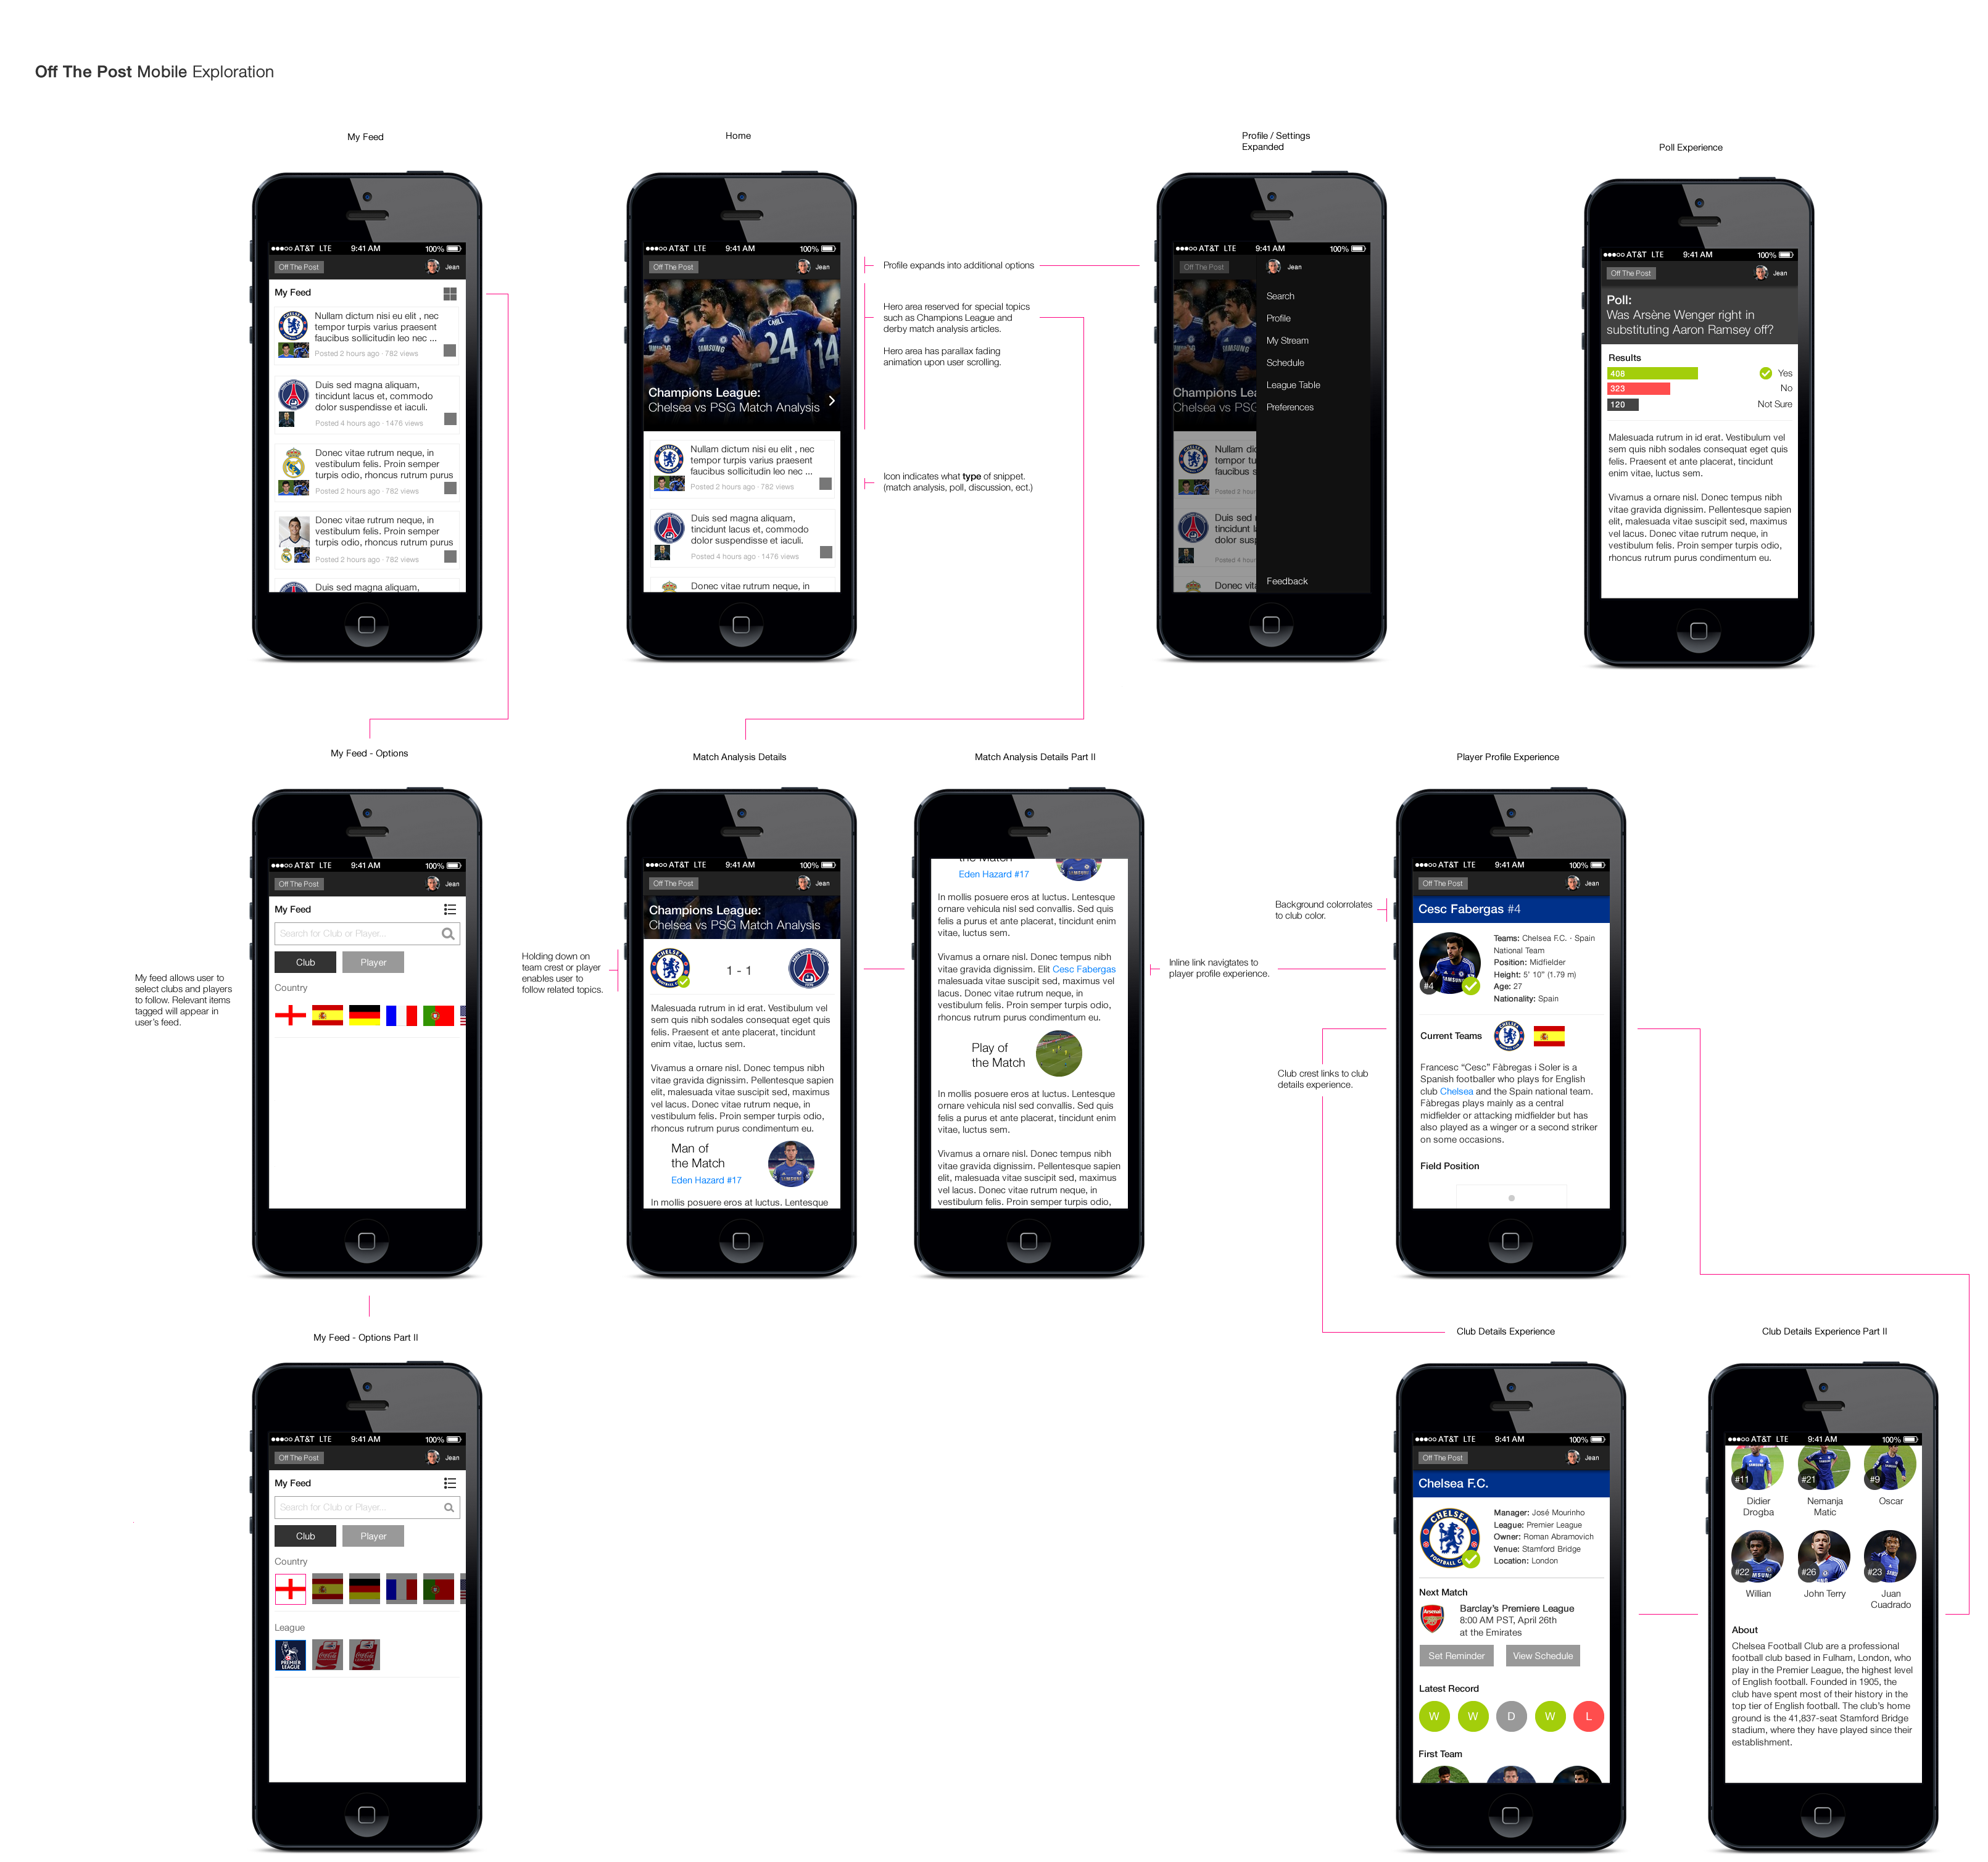 Off The Post Mobile Exploration
My Feed
●●●○○ AT&T LTE 9:41 AM 100%
Off The Post Jean
My Feed
Nullam dictum nisi eu elit , nec
tempor turpis varius praesent
faucibus sollicitudin leo nec ...
Posted 2 hours ago · 782 views
Duis sed magna aliquam,
tincidunt lacus et, commodo
dolor suspendisse et iaculi.
Posted 4 hours ago · 1476 views
Donec vitae rutrum neque, in
vestibulum felis. Proin semper
turpis odio, rhoncus rutrum purus
Posted 2 hours ago · 782 views
Donec vitae rutrum neque, in
vestibulum felis. Proin semper
turpis odio, rhoncus rutrum purus
Posted 2 hours ago · 782 views
Duis sed magna aliquam,
Home
●●●○○ AT&T LTE 9:41 AM 100%
Off The Post Jean
CAHILL
24
14
SAMSUNG
Champions League:
Chelsea vs PSG Match Analysis
Nullam dictum nisi eu elit , nec
tempor turpis varius praesent
faucibus sollicitudin leo nec ...
Posted 2 hours ago · 782 views
Duis sed magna aliquam,
tincidunt lacus et, commodo
dolor suspendisse et iaculi.
Posted 4 hours ago · 1476 views
Donec vitae rutrum neque, in
Profile expands into additional options
Hero area reserved for special topics
such as Champions League and
derby match analysis articles.
Hero area has parallax fading
animation upon user scrolling.
Icon indicates what type of snippet.
(match analysis, poll, discussion, ect.)
Profile / Settings
Expanded
●●●○○ AT&T LTE 9:41 AM 100%
Off The Post Jean
Champions Lea
Chelsea vs PSG
Nullam dic
tempor tu
faucibus s
Posted 2 hour
Duis sed
tincidunt l
dolor susp
Posted 4 hour
Donec vita
Search
Profile
My Stream
Schedule
League Table
Preferences
Feedback
Poll Experience
●●●○○ AT&T LTE 9:41 AM 100%
Off The Post Jean
Poll:
Was Arsène Wenger right in
substituting Aaron Ramsey off?
Results
408 Yes
323 No
120 Not Sure
Malesuada rutrum in id erat. Vestibulum vel
sem quis nibh sodales consequat eget quis
felis. Praesent et ante placerat, tincidunt
enim vitae, luctus sem.
Vivamus a ornare nisl. Donec tempus nibh
vitae gravida dignissim. Pellentesque sapien
elit, malesuada vitae suscipit sed, maximus
vel lacus. Donec vitae rutrum neque, in
vestibulum felis. Proin semper turpis odio,
rhoncus rutrum purus condimentum eu.
My Feed - Options
●●●○○ AT&T LTE 9:41 AM 100%
Off The Post Jean
My Feed
Search for Club or Player...
Club Player
Country
My feed allows user to
select clubs and players
to follow. Relevant items
tagged will appear in
user's feed.
Match Analysis Details
●●●○○ AT&T LTE 9:41 AM 100%
Off The Post Jean
Champions League:
Chelsea vs PSG Match Analysis
1 - 1
Malesuada rutrum in id erat. Vestibulum vel
sem quis nibh sodales consequat eget quis
felis. Praesent et ante placerat, tincidunt
enim vitae, luctus sem.
Vivamus a ornare nisl. Donec tempus nibh
vitae gravida dignissim. Pellentesque sapien
elit, malesuada vitae suscipit sed, maximus
vel lacus. Donec vitae rutrum neque, in
vestibulum felis. Proin semper turpis odio,
rhoncus rutrum purus condimentum eu.
Man of
the Match
Eden Hazard #17
In mollis posuere eros at luctus. Lentesque
Holding down on
team crest or player
enables user to
follow related topics.
Match Analysis Details Part II
the Match
Eden Hazard #17
In mollis posuere eros at luctus. Lentesque
ornare vehicula nisl sed convallis. Sed quis
felis a purus et ante placerat, tincidunt enim
vitae, luctus sem.
Vivamus a ornare nisl. Donec tempus nibh
vitae gravida dignissim. Elit Cesc Fabergas
malesuada vitae suscipit sed, maximus vel
lacus. Donec vitae rutrum neque, in
vestibulum felis. Proin semper turpis odio,
rhoncus rutrum purus condimentum eu.
Play of
the Match
In mollis posuere eros at luctus. Lentesque
ornare vehicula nisl sed convallis. Sed quis
felis a purus et ante placerat, tincidunt enim
vitae, luctus sem.
Vivamus a ornare nisl. Donec tempus nibh
vitae gravida dignissim. Pellentesque sapien
elit, malesuada vitae suscipit sed, maximus
vel lacus. Donec vitae rutrum neque, in
vestibulum felis. Proin semper turpis odio,
Inline link navigtates to
player profile experience.
Background colorrolates
to club color.
Club crest links to club
details experience.
Player Profile Experience
●●●○○ AT&T LTE 9:41 AM 100%
Off The Post Jean
Cesc Fabergas #4
#4
Teams: Chelsea F.C. - Spain
National Team
Position: Midfielder
Height: 5' 10" (1.79 m)
Age: 27
Nationality: Spain
Current Teams
Francesc “Cesc” Fàbregas i Soler is a
Spanish footballer who plays for English
club Chelsea and the Spain national team.
Fàbregas plays mainly as a central
midfielder or attacking midfielder but has
also played as a winger or a second striker
on some occasions.
Field Position
My Feed - Options Part II
●●●○○ AT&T LTE 9:41 AM 100%
Off The Post Jean
My Feed
Search for Club or Player...
Club Player
Country
League
PREMIER
LEAGUE
Club Details Experience
●●●○○ AT&T LTE 9:41 AM 100%
Off The Post Jean
Chelsea F.C.
CHELSEA
FOOTBALL C
Manager: José Mourinho
League: Premier League
Owner: Roman Abramovich
Venue: Stamford Bridge
Location: London
Next Match
Arsenal
Barclay's Premiere League
8:00 AM PST, April 26th
at the Emirates
Set Reminder View Schedule
Latest Record
W W D W L
First Team
Club Details Experience Part II
●●●○○ AT&T LTE 9:41 AM 100%
#11 #21 #9
Didier
Drogba
Nemanja
Matic
Oscar
#22 #26 #23
Willian
John Terry
Juan
Cuadrado
About
Chelsea Football Club are a professional
football club based in Fulham, London, who
play in the Premier League, the highest level
of English football. Founded in 1905, the
club have spent most of their history in the
top tier of English football. The club's home
ground is the 41,837-seat Stamford Bridge
stadium, where they have played since their
establishment.